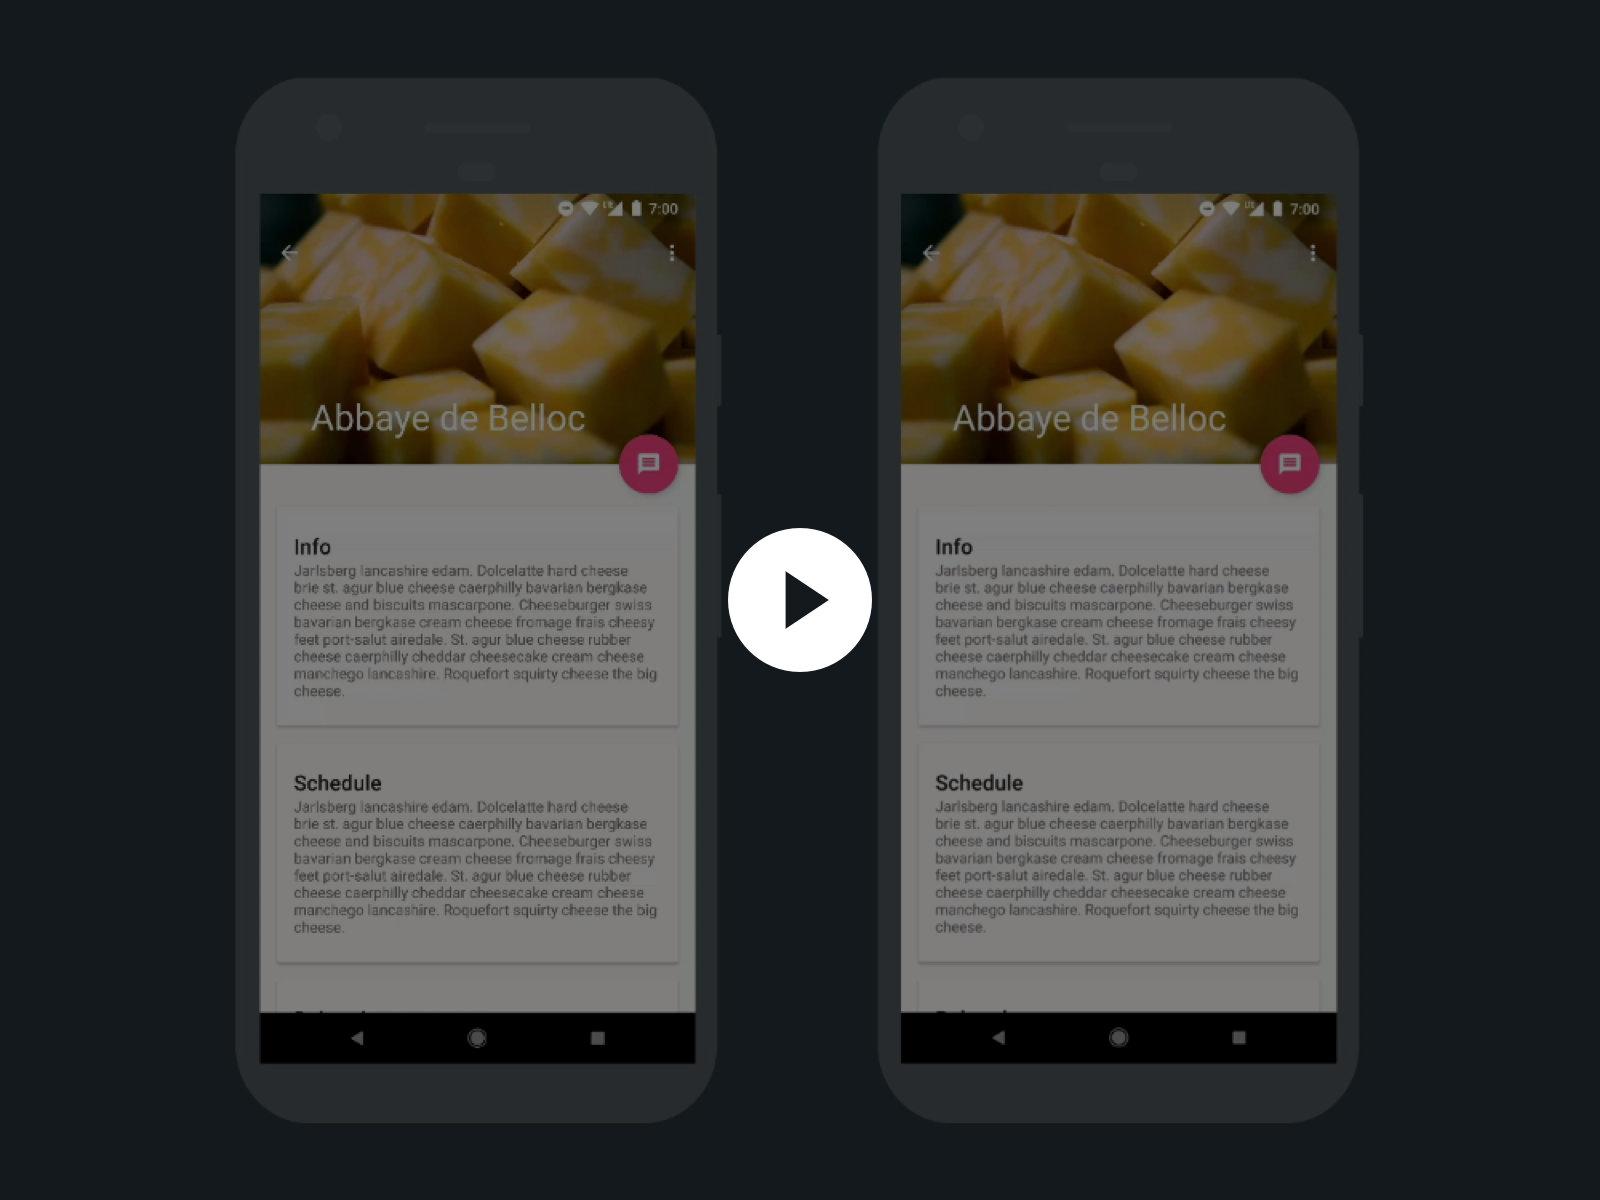 LTE 7:00
Abbaye de Belloc
Info
Jarlsberg lancashire edam. Dolcelatte hard cheese
brie st. agur blue cheese caerphilly bavarian bergkase
cheese and biscuits mascarpone. Cheeseburger swiss
bavarian bergkase cream cheese fromage frais cheesy
feet port-salut airedale. St. agur blue cheese rubber
cheese caerphilly cheddar cheesecake cream cheese
manchego lancashire. Roquefort squirty cheese the big
cheese.
Schedule
Jarlsberg lancashire edam. Dolcelatte hard cheese
brie st. agur blue cheese caerphilly bavarian bergkase
cheese and biscuits mascarpone. Cheeseburger swiss
bavarian bergkase cream cheese fromage frais cheesy
feet port-salut airedale. St. agur blue cheese rubber
cheese caerphilly cheddar cheesecake cream cheese
manchego lancashire. Roquefort squirty cheese the big
cheese.
LTE 7:00
Abbaye de Belloc
Info
Jarlsberg lancashire edam. Dolcelatte hard cheese
brie st. agur blue cheese caerphilly bavarian bergkase
cheese and biscuits mascarpone. Cheeseburger swiss
bavarian bergkase cream cheese fromage frais cheesy
feet port-salut airedale. St. agur blue cheese rubber
cheese caerphilly cheddar cheesecake cream cheese
manchego lancashire. Roquefort squirty cheese the big
cheese.
Schedule
Jarlsberg lancashire edam. Dolcelatte hard cheese
brie st. agur blue cheese caerphilly bavarian bergkase
cheese and biscuits mascarpone. Cheeseburger swiss
bavarian bergkase cream cheese fromage frais cheesy
feet port-salut airedale. St. agur blue cheese rubber
cheese caerphilly cheddar cheesecake cream cheese
manchego lancashire. Roquefort squirty cheese the big
cheese.